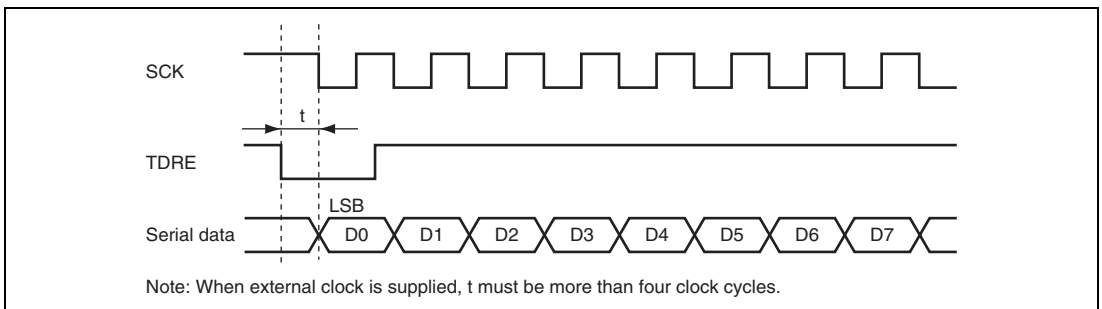 SCK
t
TDRE
LSB
Serial data D0 D1 D2 D3 D4 D5 D6 D7
Note: When external clock is supplied, t must be more than four clock cycles.